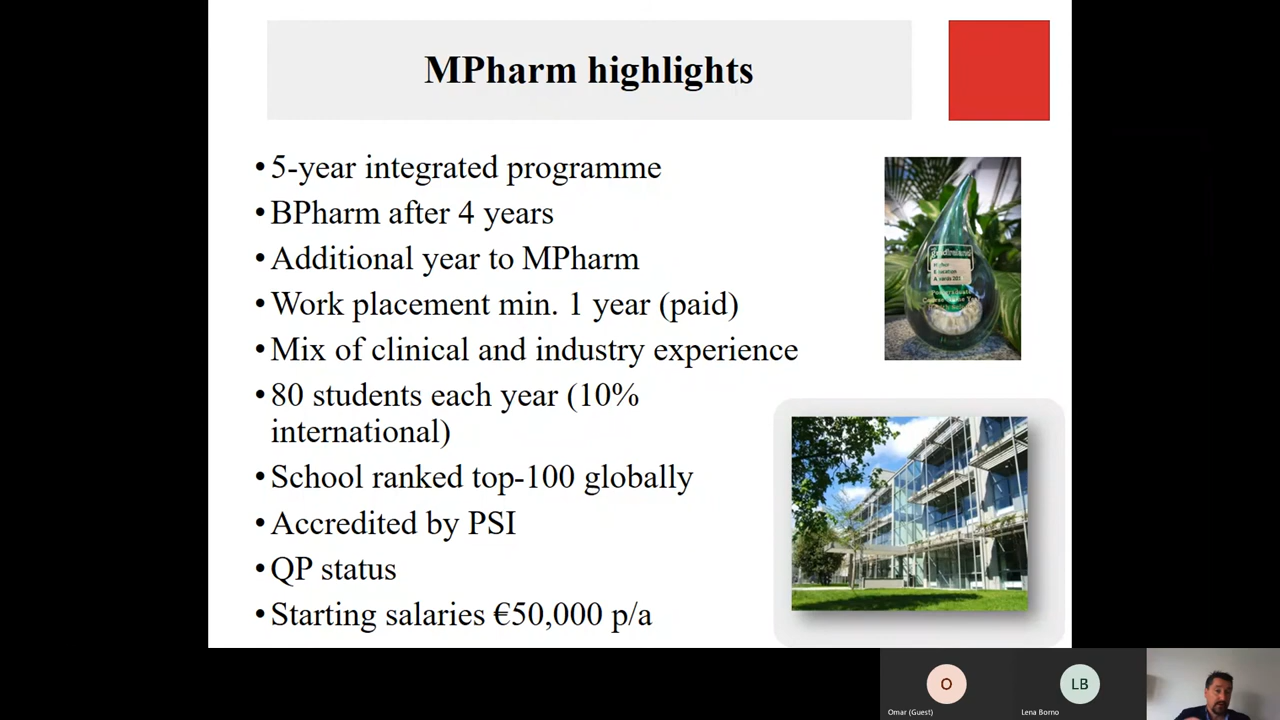 MPharm highlights
•5-year integrated programme
•BPharm after 4 years
•Additional year to MPharm
•Work placement min. 1 year (paid)
•Mix of clinical and industry experience
•80 students each year (10%
international)
•School ranked top-100 globally
•Accredited by PSI
•QP status
•Starting salaries €50,000 p/a
O
LB
Omar (Guest)
Lena Borno